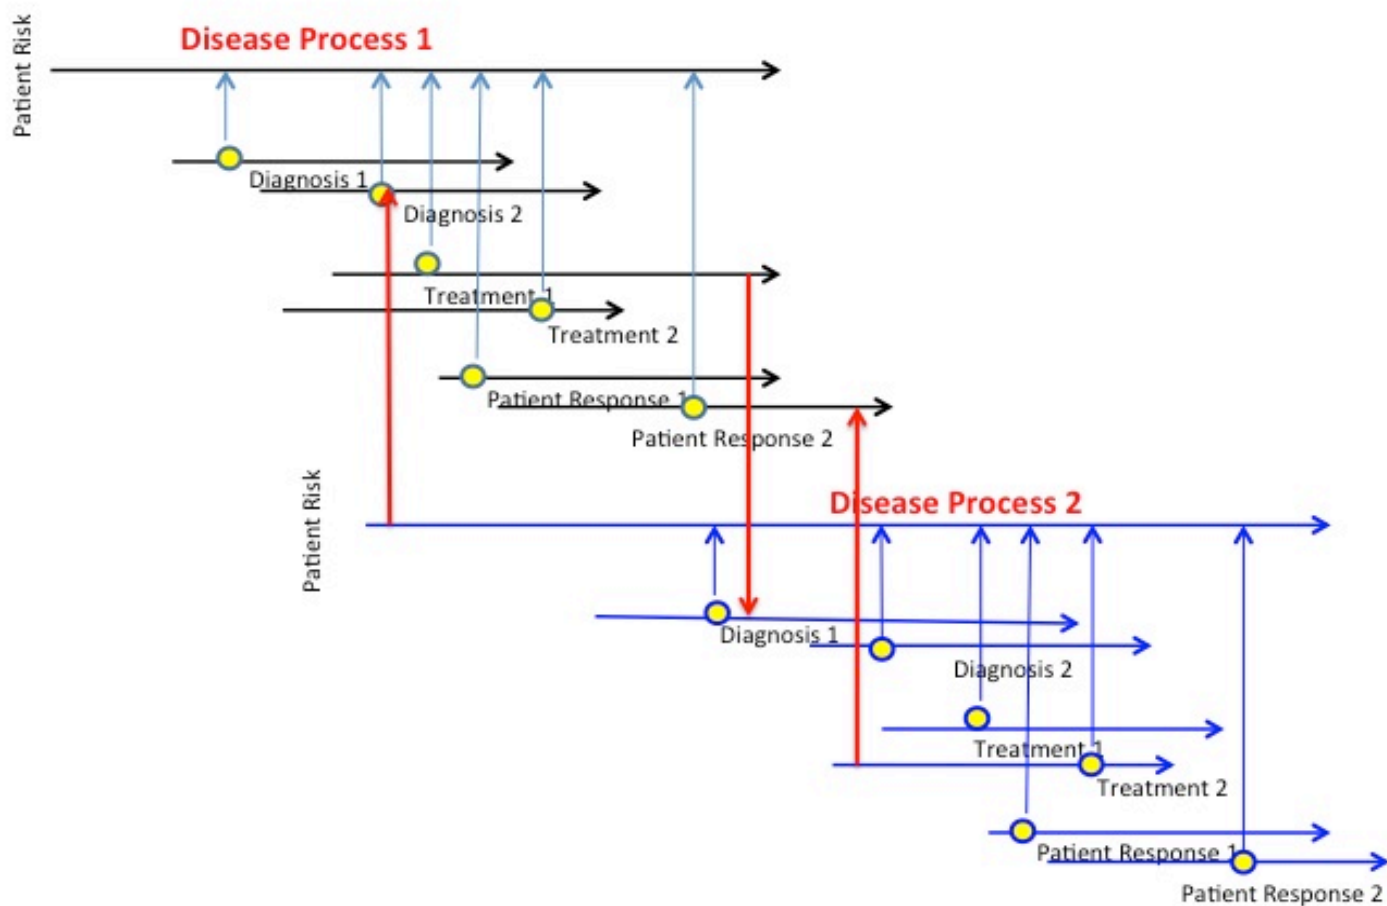 Patient Risk
Disease Process 1
Diagnosis 1
Diagnosis 2
Treatment 1
Treatment 2
Patient Response 1
Patient Response 2
Patient Risk
Disease Process 2
Diagnosis 1
Diagnosis 2
Treatment 1
Treatment 2
Patient Response 1
Patient Response 2